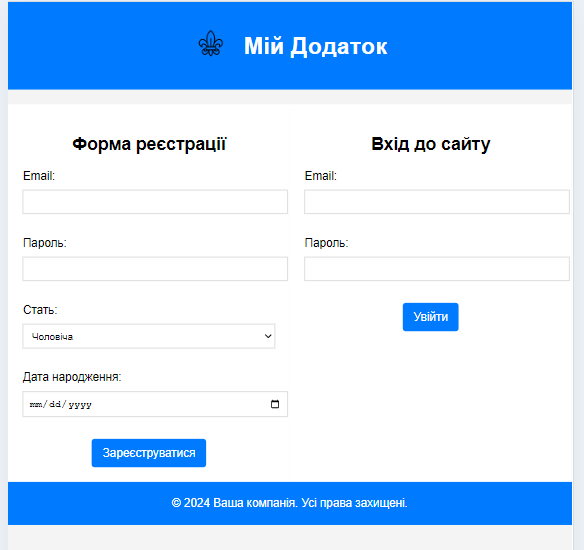 Мій Додаток
Форма реєстрації
Email:
Пароль:
Стать:
Чоловіча
Дата народження:
mm/dd/yyyy
Зареєструватися
Вхід до сайту
Email:
Пароль:
Увійти
© 2024 Ваша компанія. Усі права захищені.